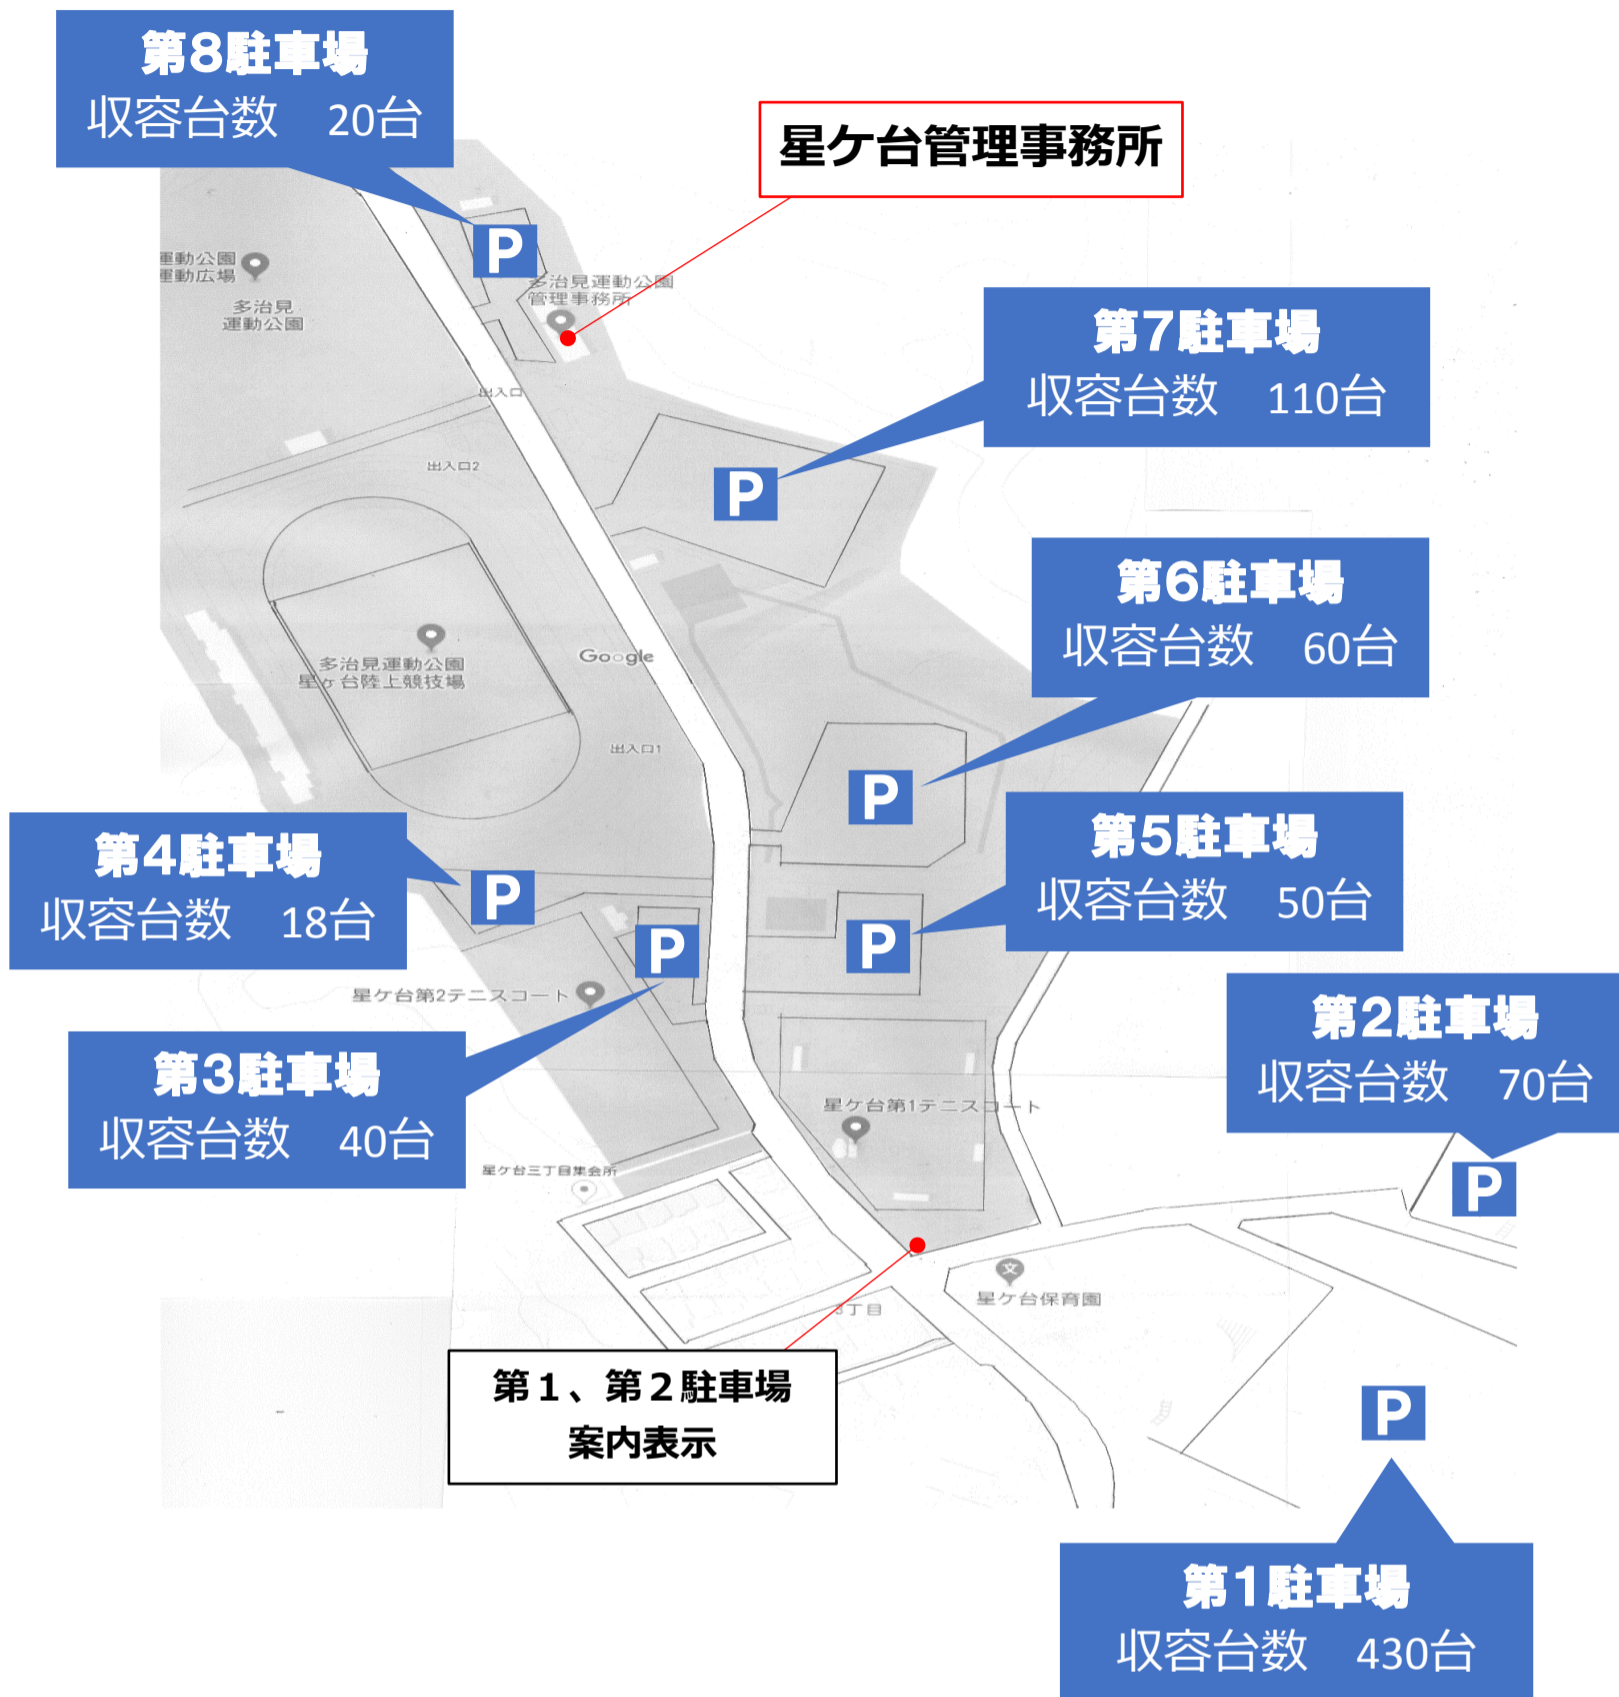 第8駐車場
収容台数　20台
星ケ台管理事務所
運動公園
運動広場
多治見
運動公園
多治見運動公園
管理事務所
第7駐車場
収容台数　110台
出入口
出入口2
第6駐車場
収容台数　60台
多治見運動公園
星ヶ台陸上競技場
Google
出入口1
第5駐車場
収容台数　50台
第4駐車場
収容台数　18台
星ケ台第2テニスコート
第2駐車場
収容台数　70台
第3駐車場
収容台数　40台
星ケ台第1テニスコート
星ケ台三丁目集会所
文
星ケ台保育園
3丁目
第１、第２駐車場
案内表示
第1駐車場
収容台数　430台
P
P
P
P
P
P
P
P